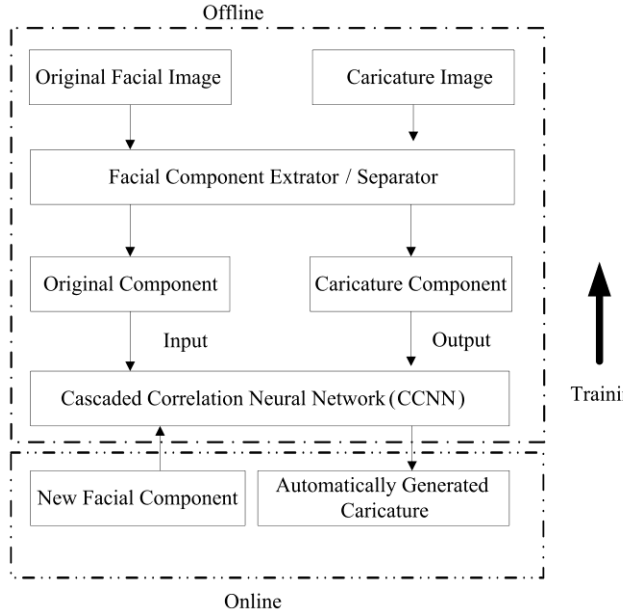 Offline
Original Facial Image
Caricature Image
Facial Component Extrator / Separator
Original Component
Caricature Component
Input
Output
Cascaded Correlation Neural Network (CCNN)
New Facial Component
Automatically Generated
Caricature
Online